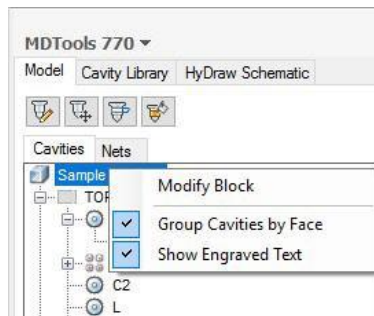 MDTools 770
Model Cavity Library HyDraw Schematic
Cavities Nets
Sample
Modify Block
Group Cavities by Face
Show Engraved Text
C2
L